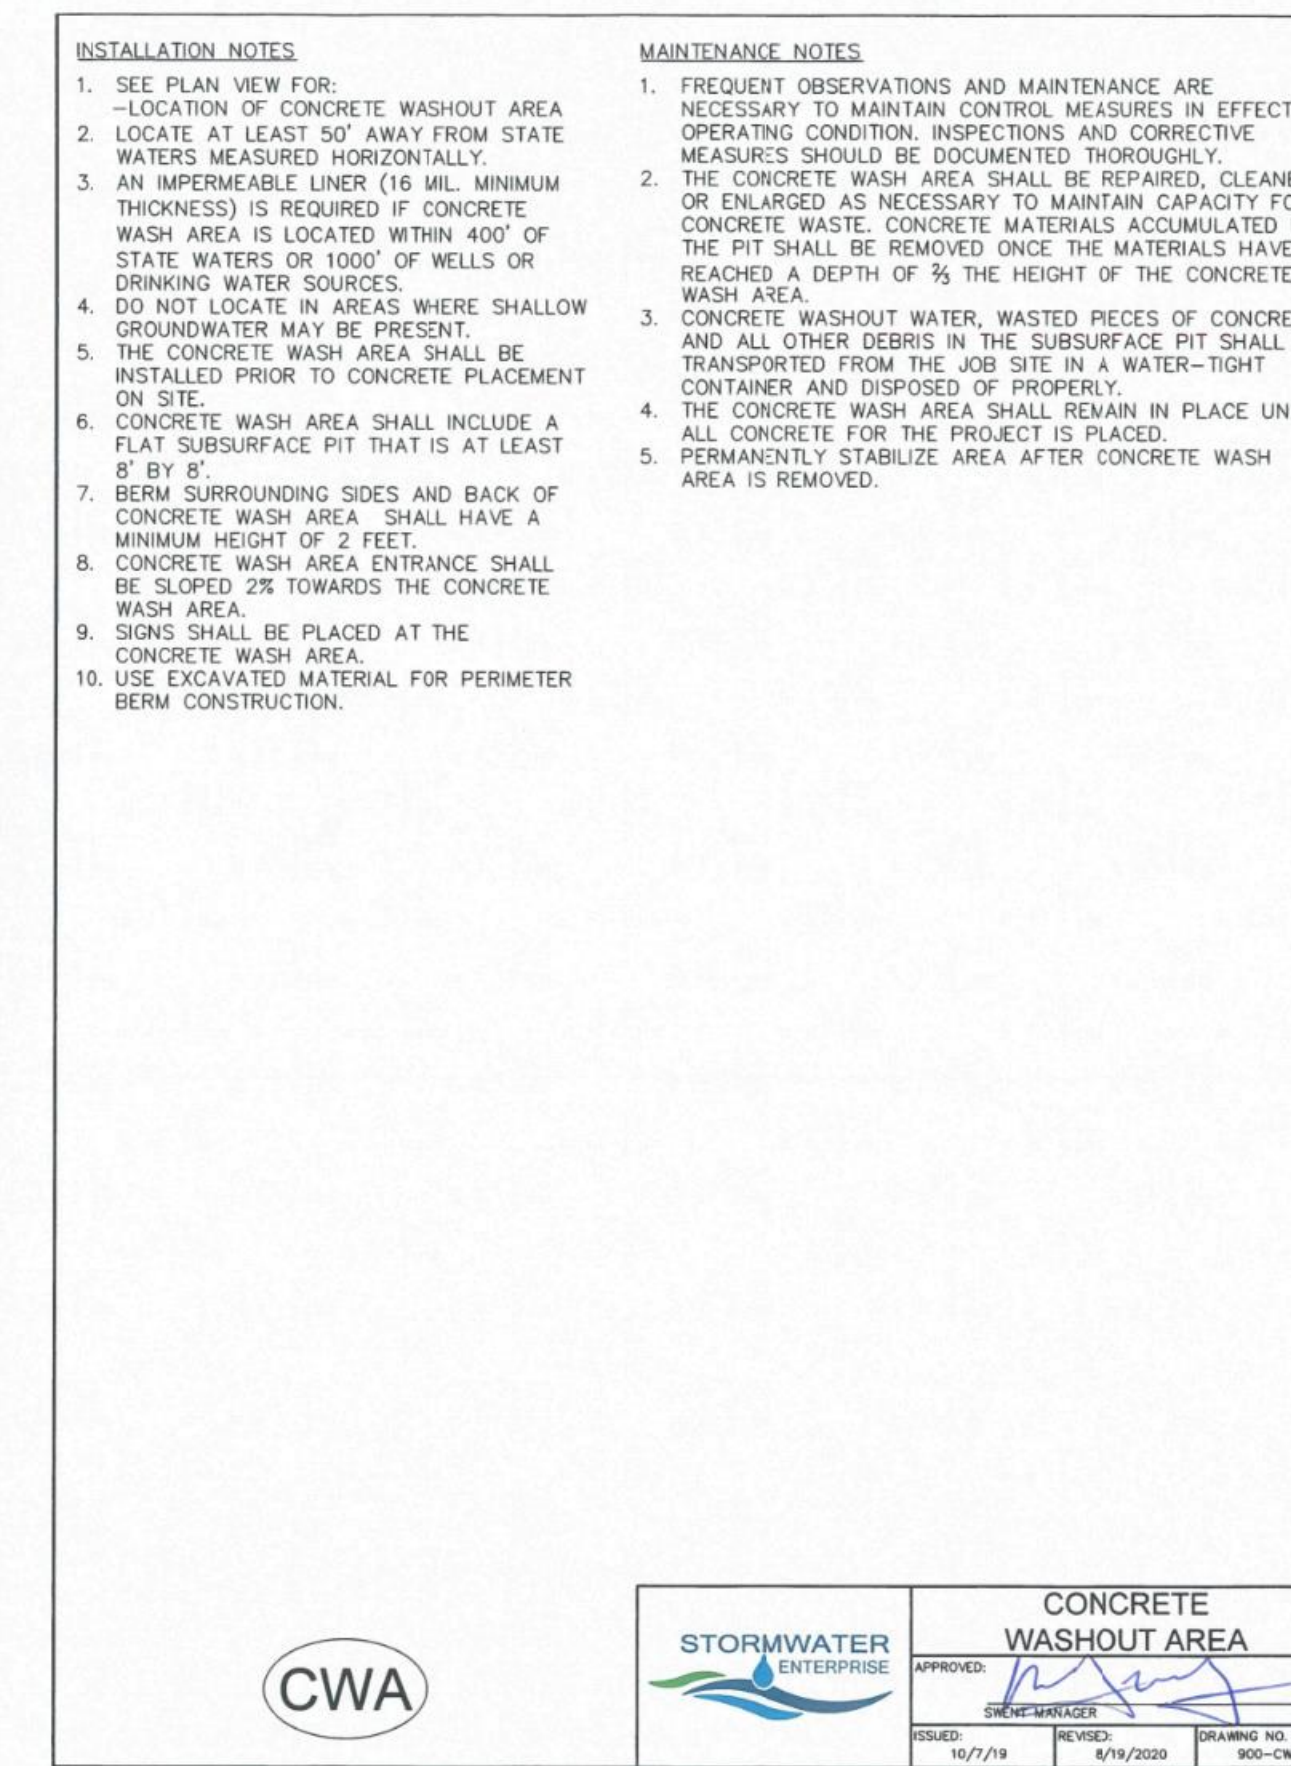 INSTALLATION NOTES
1. SEE PLAN VIEW FOR:
-LOCATION OF CONCRETE WASHOUT AREA
2. LOCATE AT LEAST 50' AWAY FROM STATE
WATERS MEASURED HORIZONTALLY.
3. AN IMPERMEABLE LINER (16 MIL. MINIMUM
THICKNESS) IS REQUIRED IF CONCRETE
WASH AREA IS LOCATED WITHIN 400' OF
STATE WATERS OR 1000' OF WELLS OR
DRINKING WATER SOURCES.
4. DO NOT LOCATE IN AREAS WHERE SHALLOW
GROUNDWATER MAY BE PRESENT.
5. THE CONCRETE WASH AREA SHALL BE
INSTALLED PRIOR TO CONCRETE PLACEMENT
ON SITE.
6. CONCRETE WASH AREA SHALL INCLUDE A
FLAT SUBSURFACE PIT THAT IS AT LEAST
8' BY 8'.
7. BERM SURROUNDING SIDES AND BACK OF
CONCRETE WASH AREA SHALL HAVE A
MINIMUM HEIGHT OF 2 FEET.
8. CONCRETE WASH AREA ENTRANCE SHALL
BE SLOPED 2% TOWARDS THE CONCRETE
WASH AREA.
9. SIGNS SHALL BE PLACED AT THE
CONCRETE WASH AREA.
10. USE EXCAVATED MATERIAL FOR PERIMETER
BERM CONSTRUCTION.
MAINTENANCE NOTES
1. FREQUENT OBSERVATIONS AND MAINTENANCE ARE
NECESSARY TO MAINTAIN CONTROL MEASURES IN EFFECT
OPERATING CONDITION. INSPECTIONS AND CORRECTIVE
MEASURES SHOULD BE DOCUMENTED THOROUGHLY.
2. THE CONCRETE WASH AREA SHALL BE REPAIRED, CLEANE
OR ENLARGED AS NECESSARY TO MAINTAIN CAPACITY FO
CONCRETE WASTE. CONCRETE MATERIALS ACCUMULATED
THE PIT SHALL BE REMOVED ONCE THE MATERIALS HAVE
REACHED A DEPTH OF ⅔ THE HEIGHT OF THE CONCRETE
WASH AREA.
3. CONCRETE WASHOUT WATER, WASTED PIECES OF CONCRE
AND ALL OTHER DEBRIS IN THE SUBSURFACE PIT SHALL
TRANSPORTED FROM THE JOB SITE IN A WATER-TIGHT
CONTAINER AND DISPOSED OF PROPERLY.
4. THE CONCRETE WASH AREA SHALL REMAIN IN PLACE UN
ALL CONCRETE FOR THE PROJECT IS PLACED.
5. PERMANENTLY STABILIZE AREA AFTER CONCRETE WASH
AREA IS REMOVED.
CWA
STORMWATER
ENTERPRISE
CONCRETE
WASHOUT AREA
APPROVED:
SWENT MANAGER
ISSUED:
10/7/19
REVISED:
8/19/2020
DRAWING NO.
900-CW